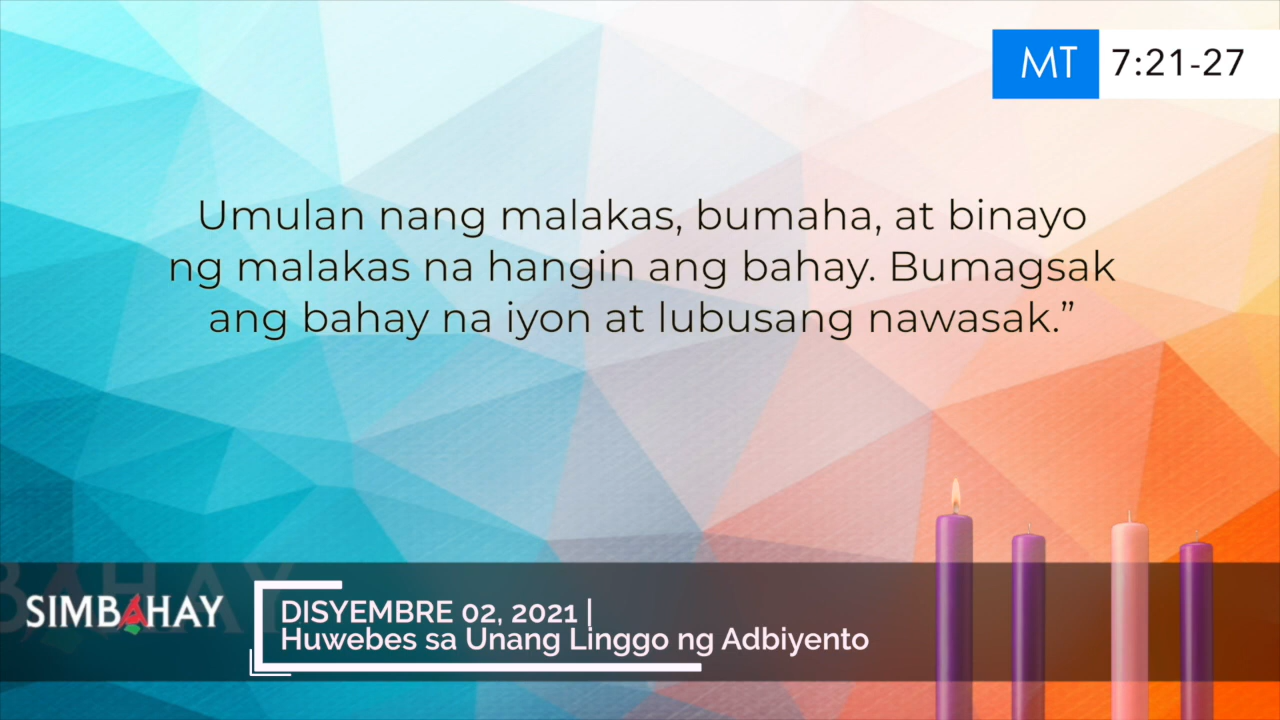 MT 7:21-27
Umulan nang malakas, bumaha, at binayo
ng malakas na hangin ang bahay. Bumagsak
ang bahay na iyon at lubusang nawasak.”
SIMBAHAY
DISYEMBRE 02, 2021 |
Huwebes sa Unang Linggo ng Adbiyento